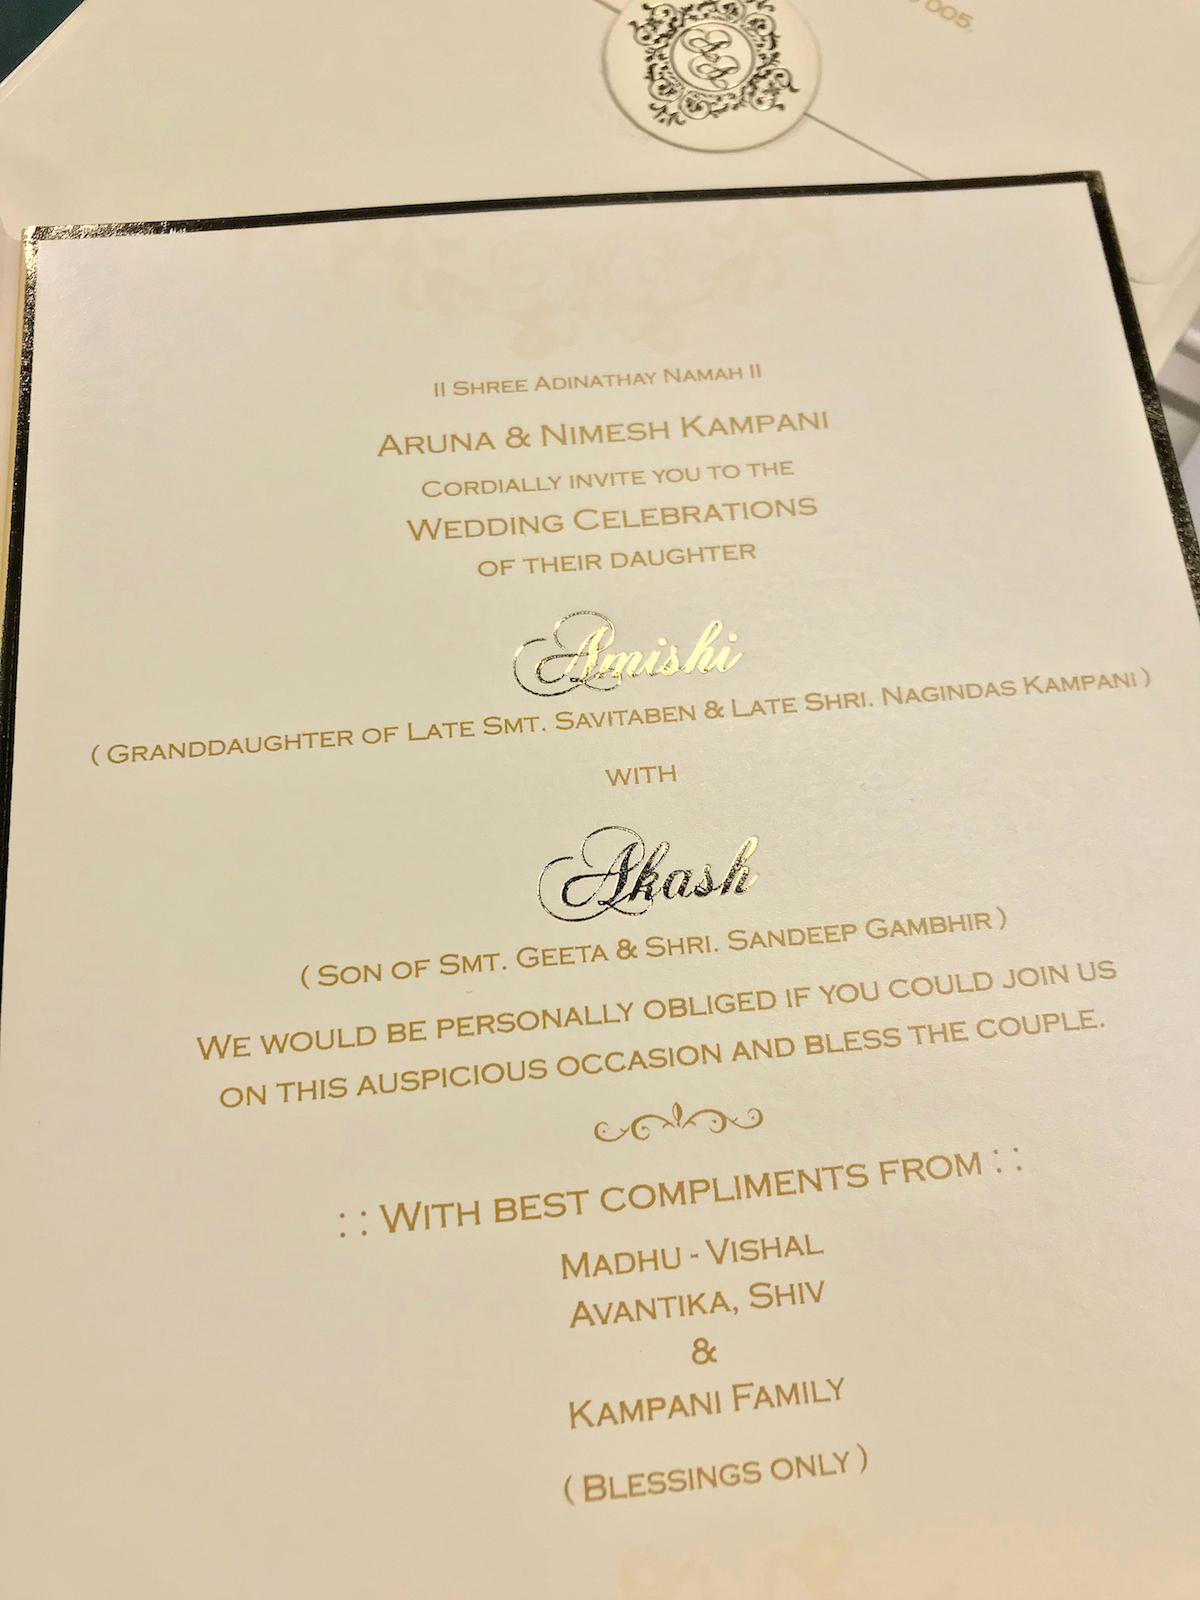 005,
II SHREE ADINATHAY NAMAH II
ARUNA & NIMESH KAMPANI
CORDIALLY INVITE YOU TO THE
WEDDING CELEBRATIONS
OF THEIR DAUGHTER
Amishi
( GRANDDAUGHTER OF LATE SMT. SAVITABEN & LATE SHRI. NAGINDAS KAMPANI )
WITH
Akash
( SON OF SMT. GEETA & SHRI. SANDEEP GAMBHIR )
WE WOULD BE PERSONALLY OBLIGED IF YOU COULD JOIN US
ON THIS AUSPICIOUS OCCASION AND BLESS THE COUPLE.
: : WITH BEST COMPLIMENTS FROM : :
MADHU - VISHAL
AVANTIKA, SHIV
&
KAMPANI FAMILY
( BLESSINGS ONLY )